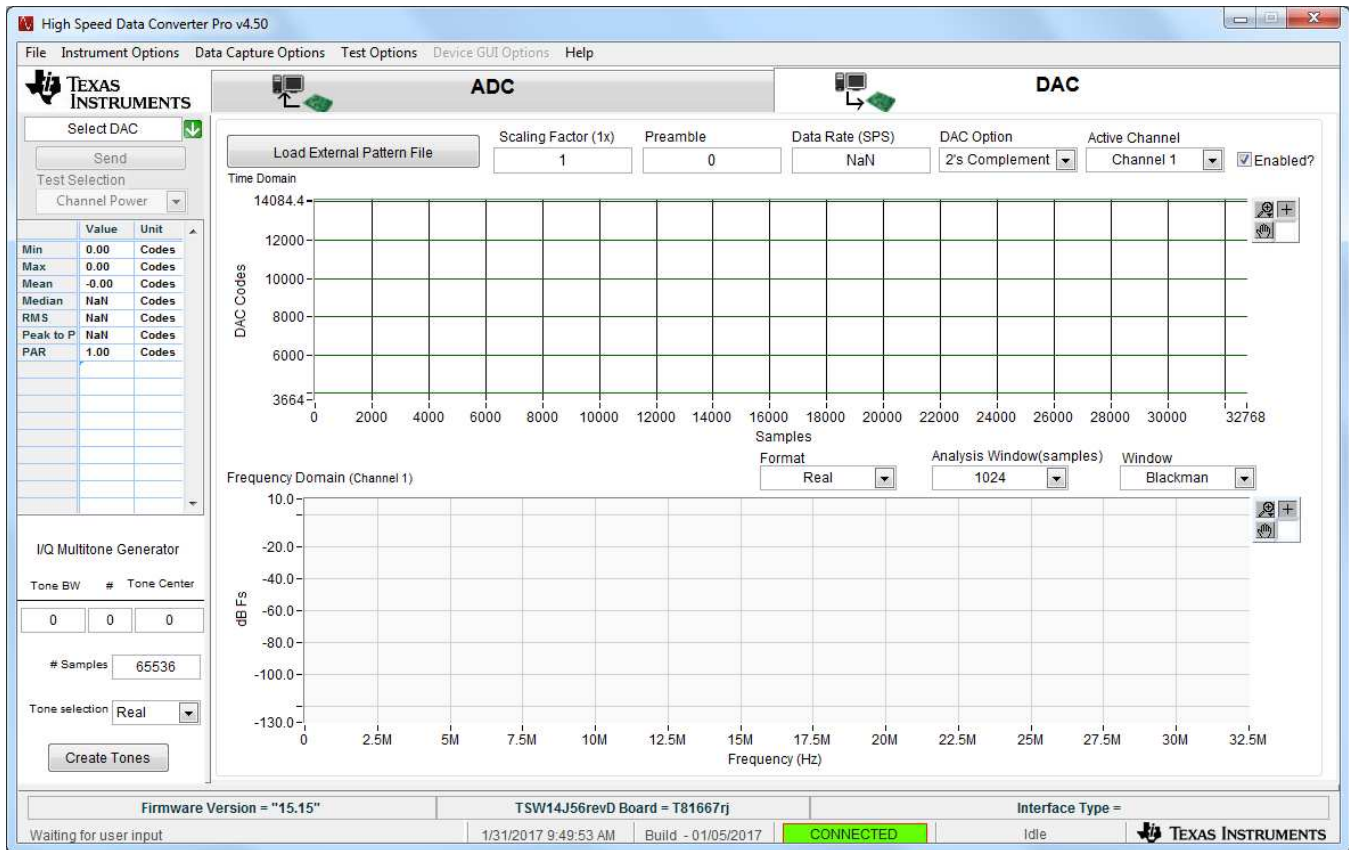 High Speed Data Converter Pro v4.50
File Instrument Options Data Capture Options Test Options Device GUI Options Help
TEXAS INSTRUMENTS
ADC
DAC
Select DAC
Send
Test Selection
Channel Power
Value Unit
Min 0.00 Codes
Max 0.00 Codes
Mean -0.00 Codes
Median NaN Codes
RMS NaN Codes
Peak to P NaN Codes
PAR 1.00 Codes
I/Q Multitone Generator
Tone BW # Tone Center
0 0 0
# Samples 65536
Tone selection Real
Create Tones
Load External Pattern File
Scaling Factor (1x) Preamble Data Rate (SPS) DAC Option Active Channel
1 0 NaN 2's Complement Channel 1 Enabled?
Time Domain
14084.4
12000
10000
8000
6000
3664
DAC Codes
0 2000 4000 6000 8000 10000 12000 14000 16000 18000 20000 22000 24000 26000 28000 30000 32768
Samples
Format Analysis Window(samples) Window
Frequency Domain (Channel 1) Real 1024 Blackman
10.0
-20.0
-40.0
-60.0
-80.0
-100.0
-130.0
dB Fs
0 2.5M 5M 7.5M 10M 12.5M 15M 17.5M 20M 22.5M 25M 27.5M 30M 32.5M
Frequency (Hz)
Firmware Version = "15.15" TSW14J56revD Board = T81667rj Interface Type =
Waiting for user input 1/31/2017 9:49:53 AM Build - 01/05/2017 CONNECTED Idle TEXAS INSTRUMENTS